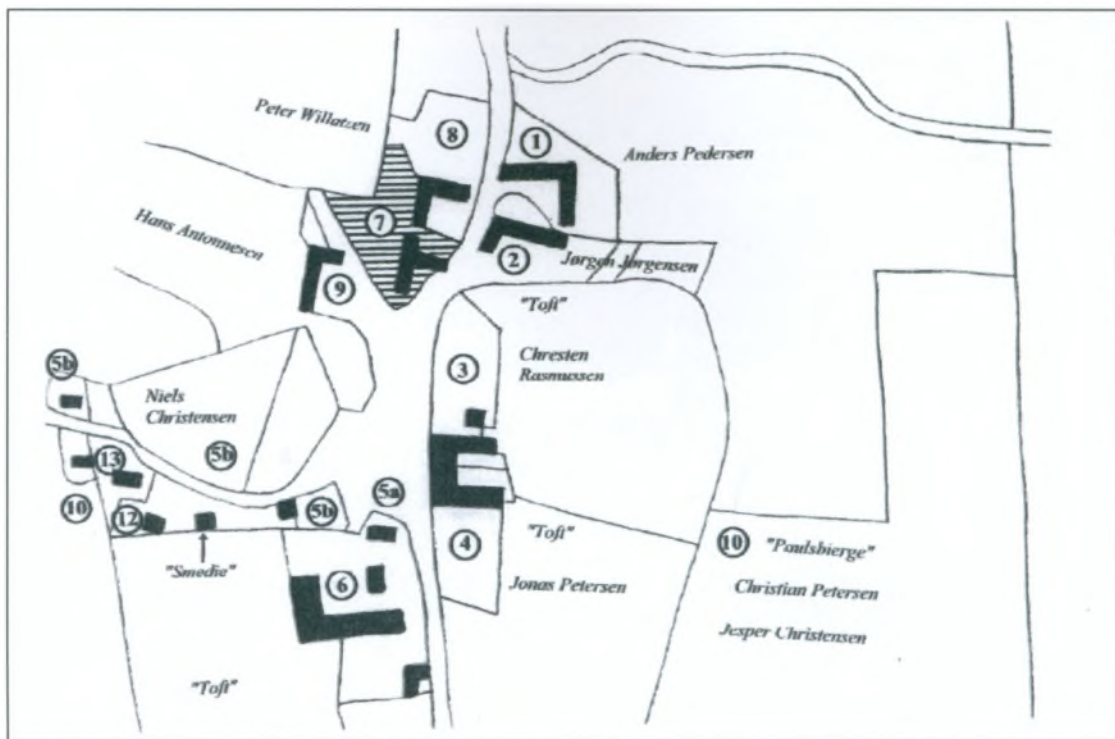 Peter Willatzen
8
1
Anders Pedersen
Hans Antonnesen
7
2
Jørgen Jørgensen
9
"Toft"
3
Chresten
Rasmussen
5b
Niels
Christensen
5b
13
10
12
5b
5a
"Smedie"
4
"Toft"
Jonas Petersen
6
10 "Paulsbierge"
Christian Petersen
Jesper Christensen
"Toft"